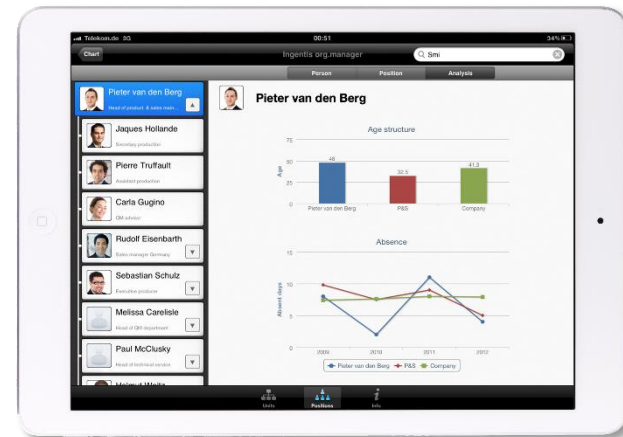 Telekom.de 3G 00:51 34%
Chart Ingentis org.manager Smi
Person Position Analysis
Pieter van den Berg
Head of product & sales main...
Jaques Hollande
Secretary production
Pierre Truffault
Assistant production
Carla Gugino
QM advisor
Rudolf Eisenbarth
Sales manager Germany
Sebastian Schulz
Executive producer
Melissa Carelisle
Head of QM department
Paul McClusky
Head of technical service
Helmut Waitz
Pieter van den Berg
Age structure
Age
75
50
25
0
48
32.5
41.3
Pieter van den Berg P&S Company
Absence
Absent days
15
10
5
0
2009 2010 2011 2012
Pieter van den Berg P&S Company
Units Positions Info